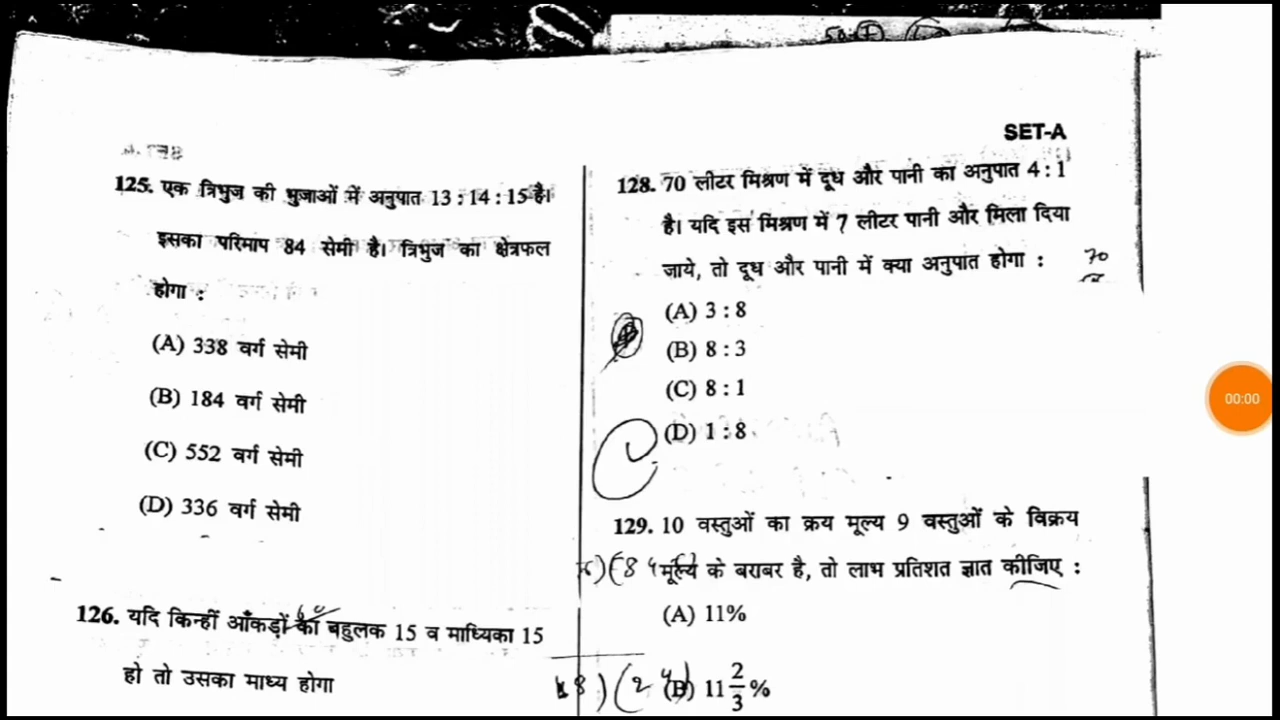 SET-A
125. एक त्रिभुज की भुजाओं में अनुपात 13 : 14 : 15 है।
इसका परिमाप 84 सेमी है। त्रिभुज का क्षेत्रफल
होगा :
(A) 338 वर्ग सेमी
(B) 184 वर्ग सेमी
(C) 552 वर्ग सेमी
(D) 336 वर्ग सेमी
126. यदि किन्हीं आँकड़ों का बहुलक 15 व माध्यिका 15
हो तो उसका माध्य होगा
128. 70 लीटर मिश्रण में दूध और पानी का अनुपात 4 : 1
है। यदि इस मिश्रण में 7 लीटर पानी और मिला दिया
जाये, तो दूध और पानी में क्या अनुपात होगा :
70
(A) 3 : 8
(B) 8 : 3
(C) 8 : 1
(D) 1 : 8
129. 10 वस्तुओं का क्रय मूल्य 9 वस्तुओं के विक्रय
मूल्य के बराबर है, तो लाभ प्रतिशत ज्ञात कीजिए :
(A) 11%
(B) 11 2/3 %
00:00